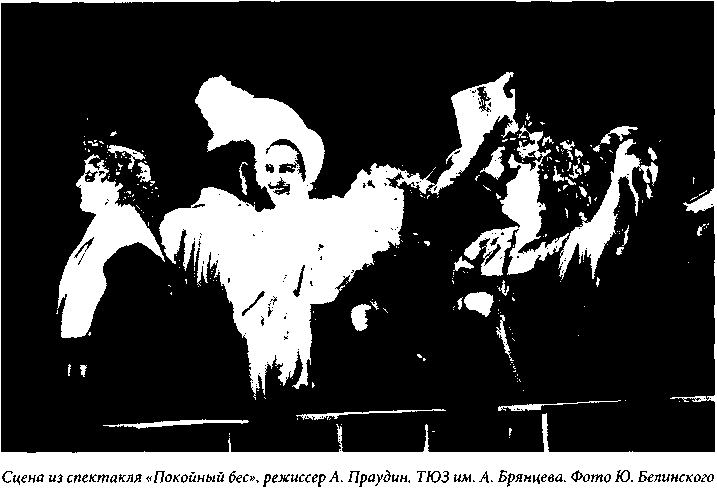 Сцена из спектакля «Покойный бес», режиссер А. Праудин. ТЮЗ им. А. Брянцева. Фото Ю. Белинского